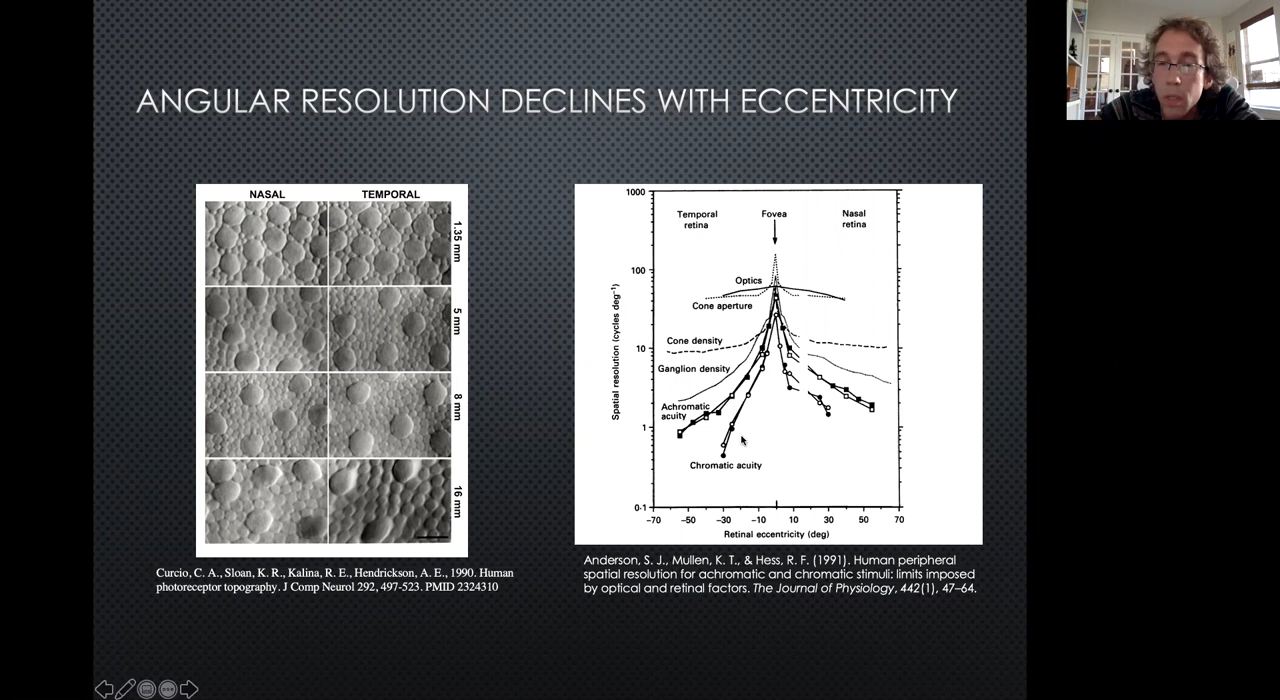 ANGULAR RESOLUTION DECLINES WITH ECCENTRICITY
NASAL TEMPORAL
1.35 mm
5 mm
8 mm
16 mm
Curcio, C. A., Sloan, K. R., Kalina, R. E., Hendrickson, A. E., 1990. Human
photoreceptor topography. J Comp Neurol 292, 497-523. PMID 2324310
1000
100
10
1
0·1
Spatial resolution (cycles deg⁻¹)
Temporal
retina
Fovea
Nasal
retina
Optics
Cone aperture
Cone density
Ganglion density
Achromatic
acuity
Chromatic acuity
−70 −50 −30 −10 10 30 50 70
Retinal eccentricity (deg)
Anderson, S. J., Mullen, K. T., & Hess, R. F. (1991). Human peripheral
spatial resolution for achromatic and chromatic stimuli: limits imposed
by optical and retinal factors. The Journal of Physiology, 442(1), 47–64.